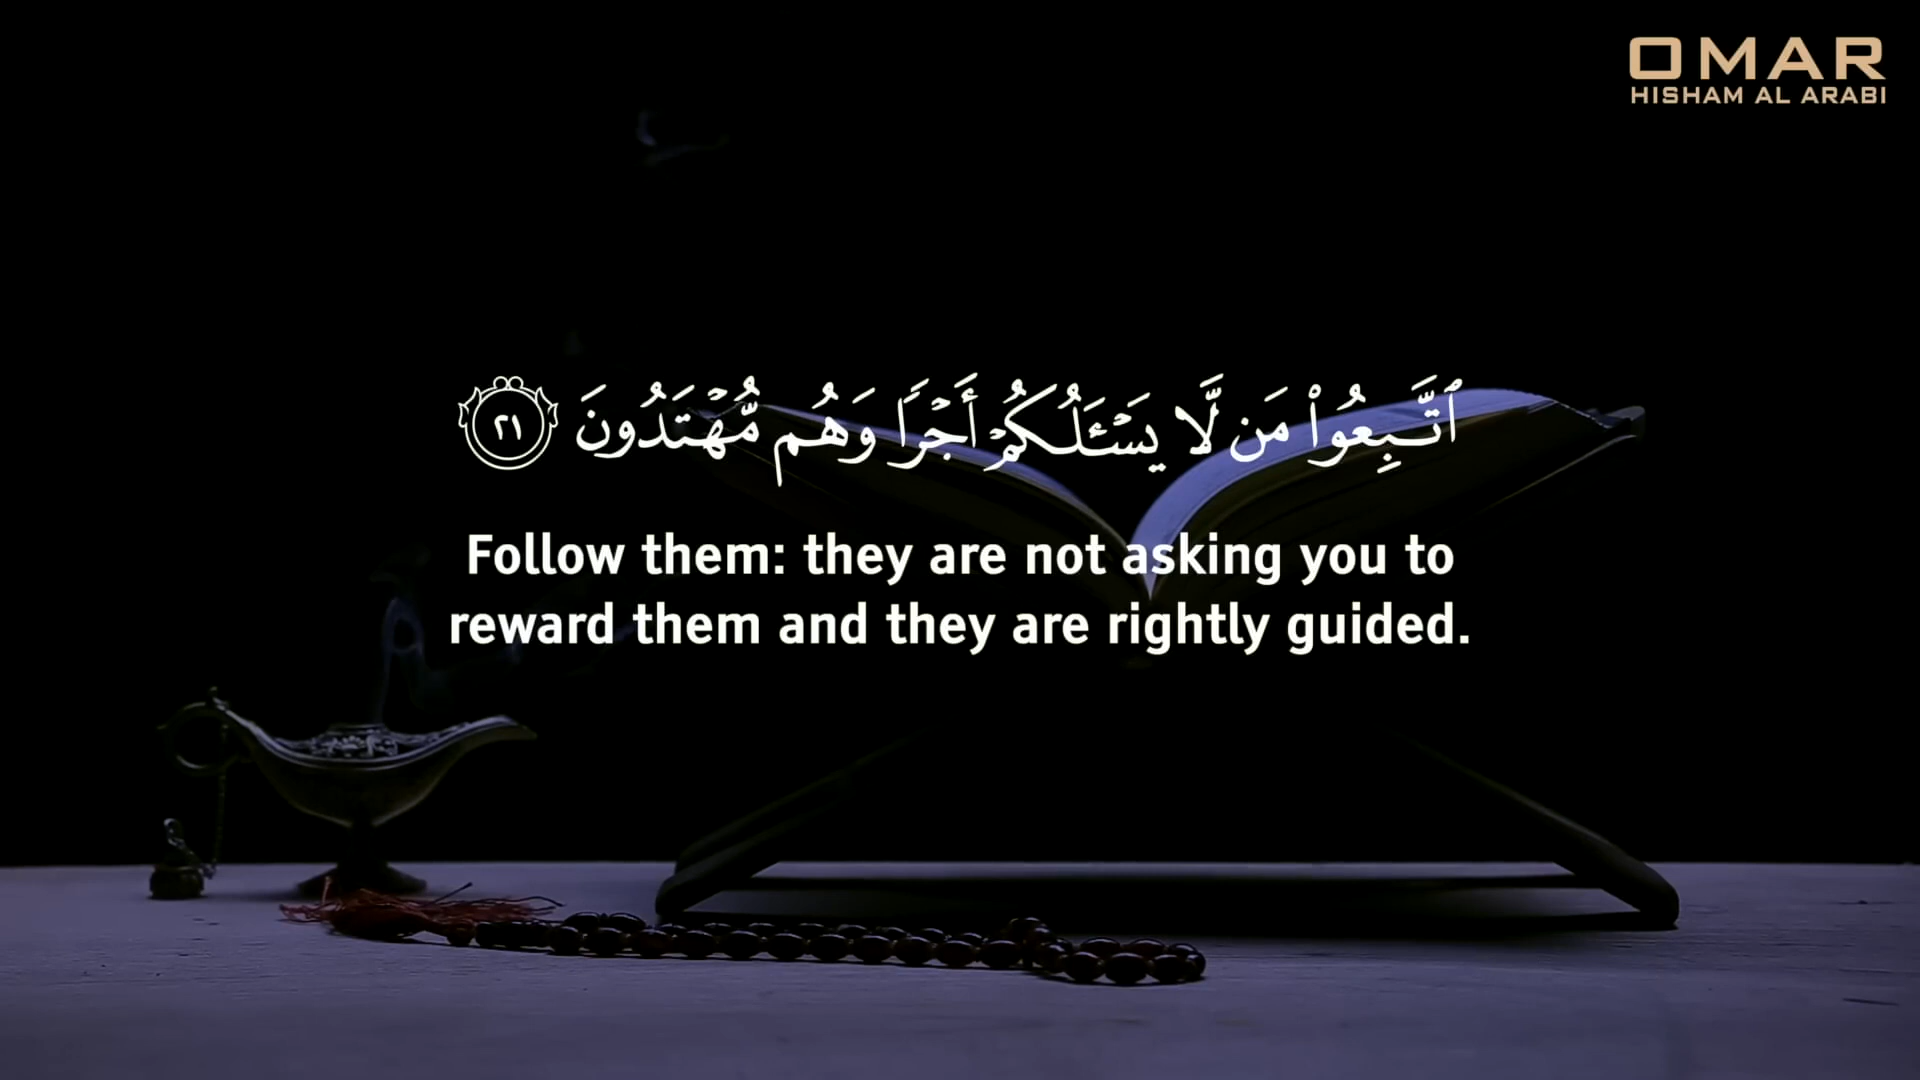 OMAR
HISHAM AL ARABI
ٱتَّبِعُوا۟ مَن لَّا يَسْـَٔلُكُمْ أَجْرًا وَهُم مُّهْتَدُونَ ٢١
Follow them: they are not asking you to
reward them and they are rightly guided.